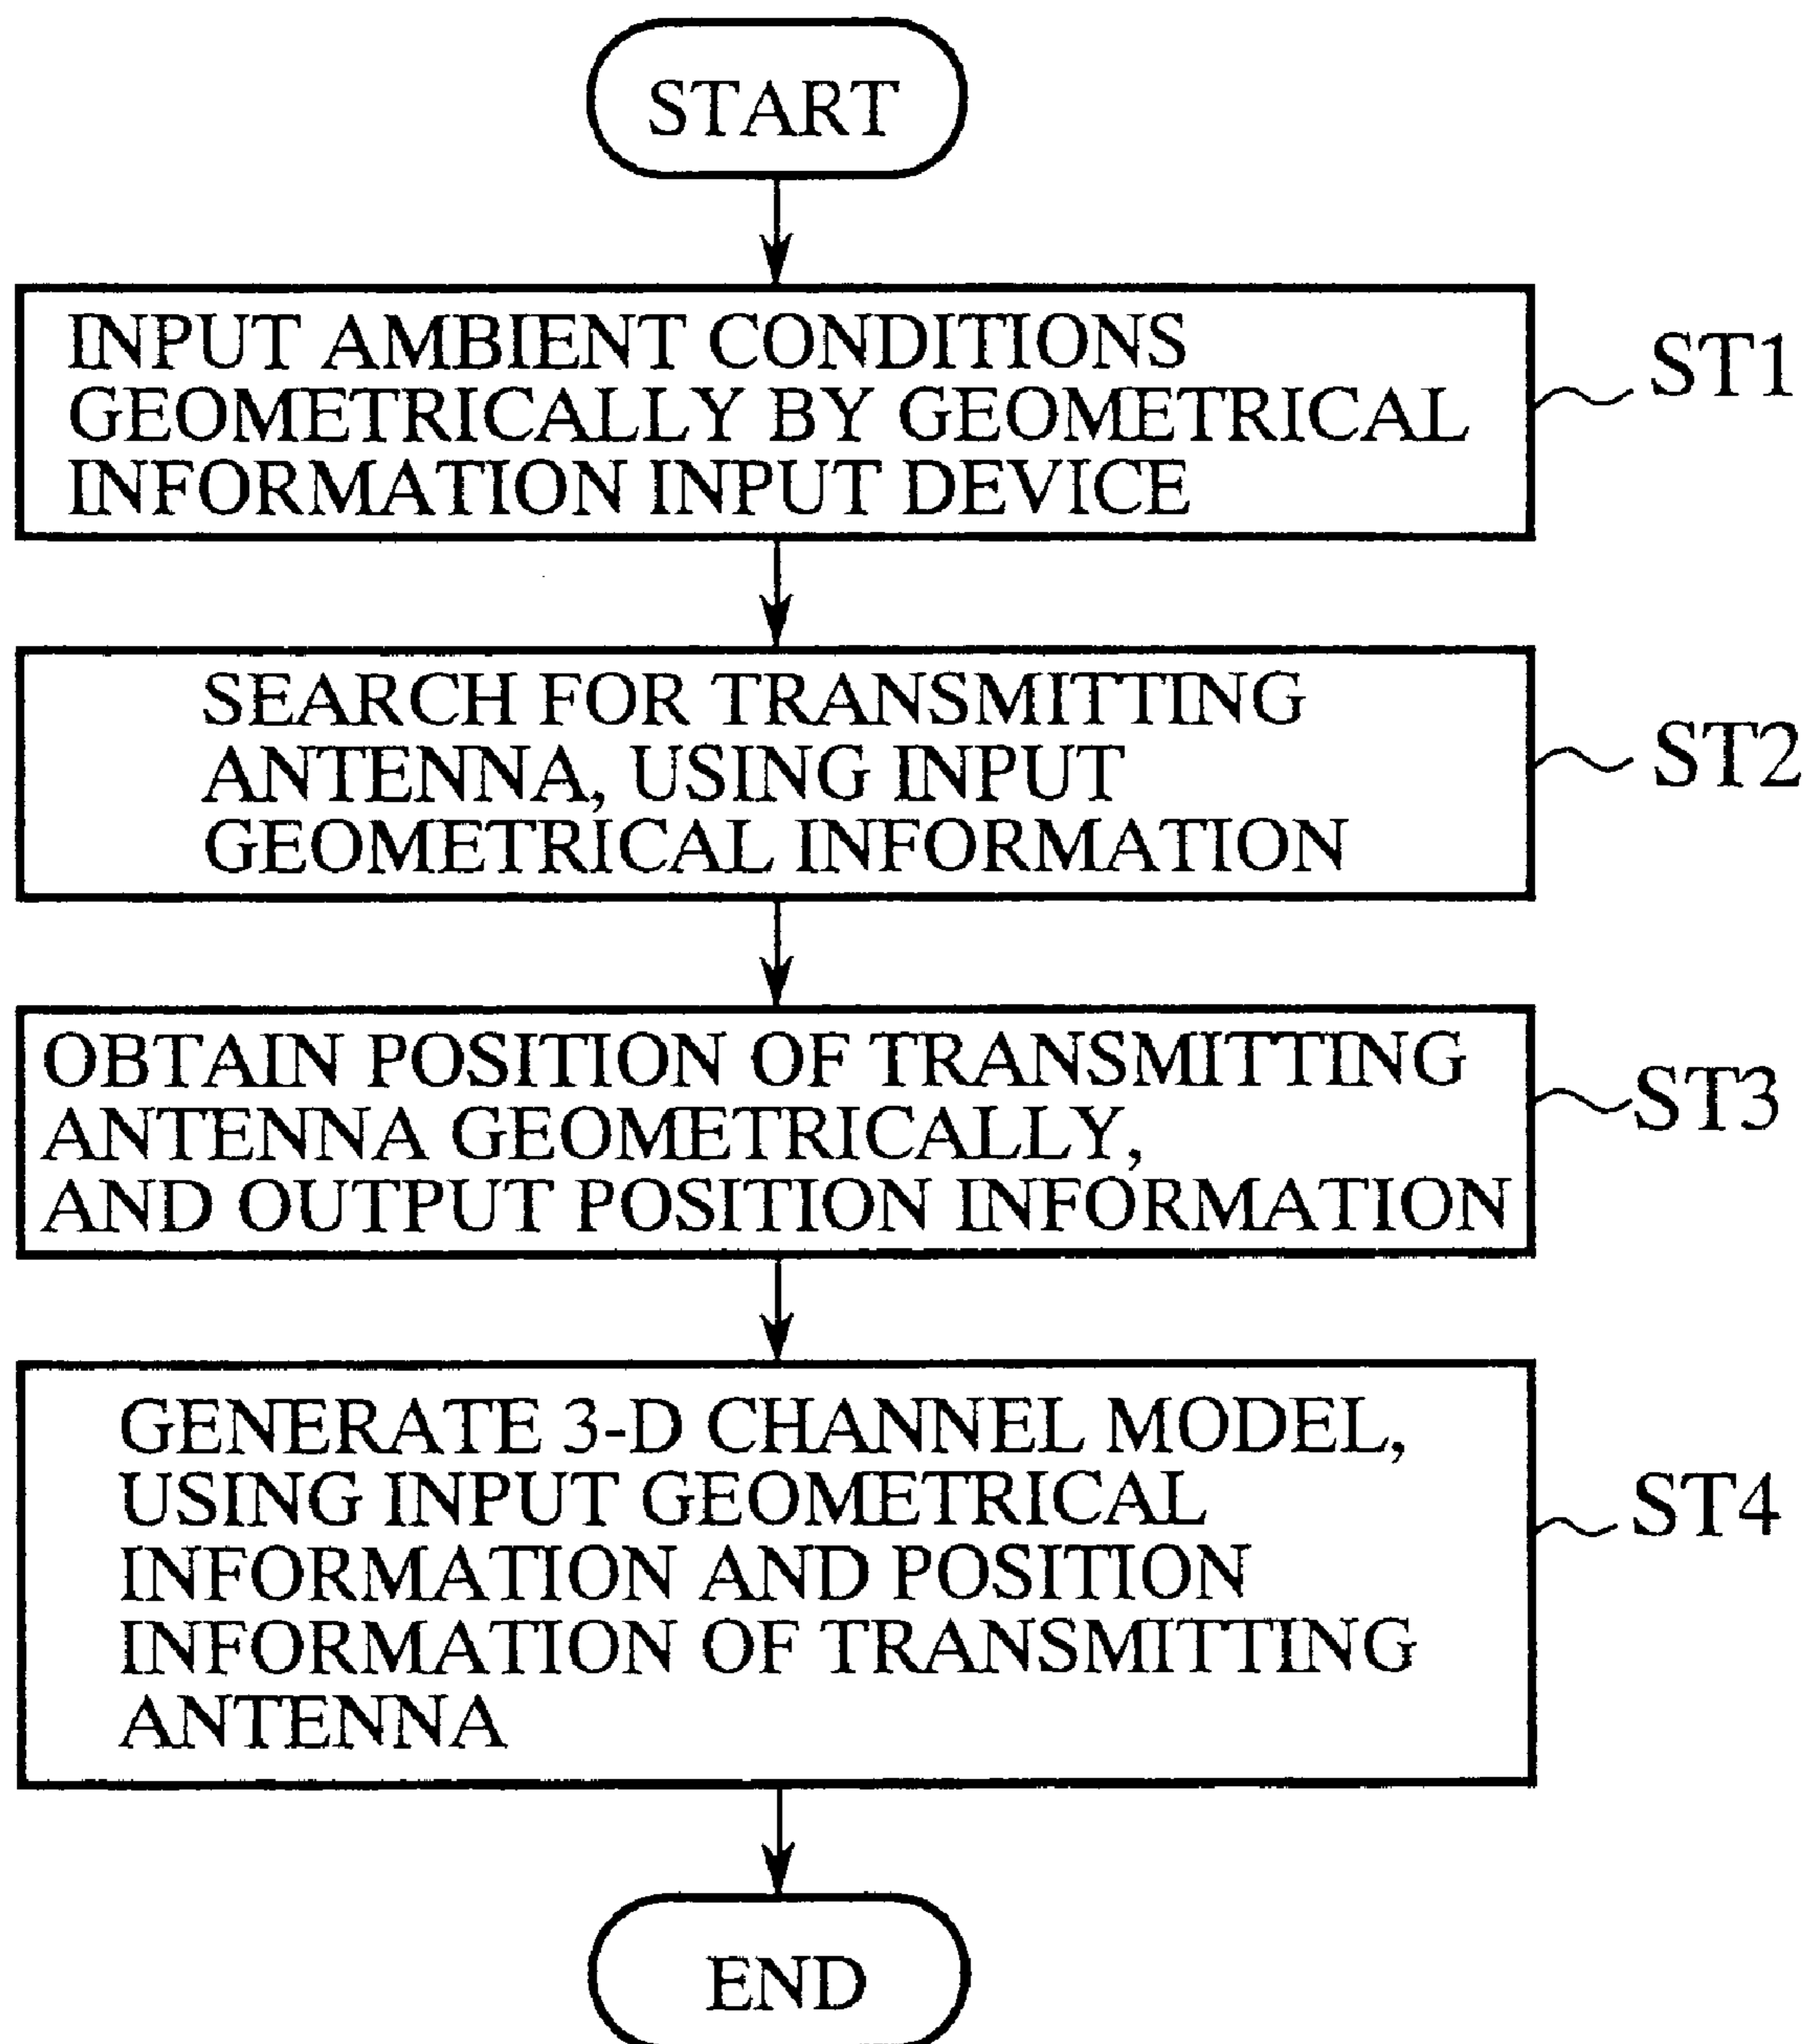 START
INPUT AMBIENT CONDITIONS
GEOMETRICALLY BY GEOMETRICAL
INFORMATION INPUT DEVICE
ST1
SEARCH FOR TRANSMITTING
ANTENNA, USING INPUT
GEOMETRICAL INFORMATION
ST2
OBTAIN POSITION OF TRANSMITTING
ANTENNA GEOMETRICALLY,
AND OUTPUT POSITION INFORMATION
ST3
GENERATE 3-D CHANNEL MODEL,
USING INPUT GEOMETRICAL
INFORMATION AND POSITION
INFORMATION OF TRANSMITTING
ANTENNA
ST4
END